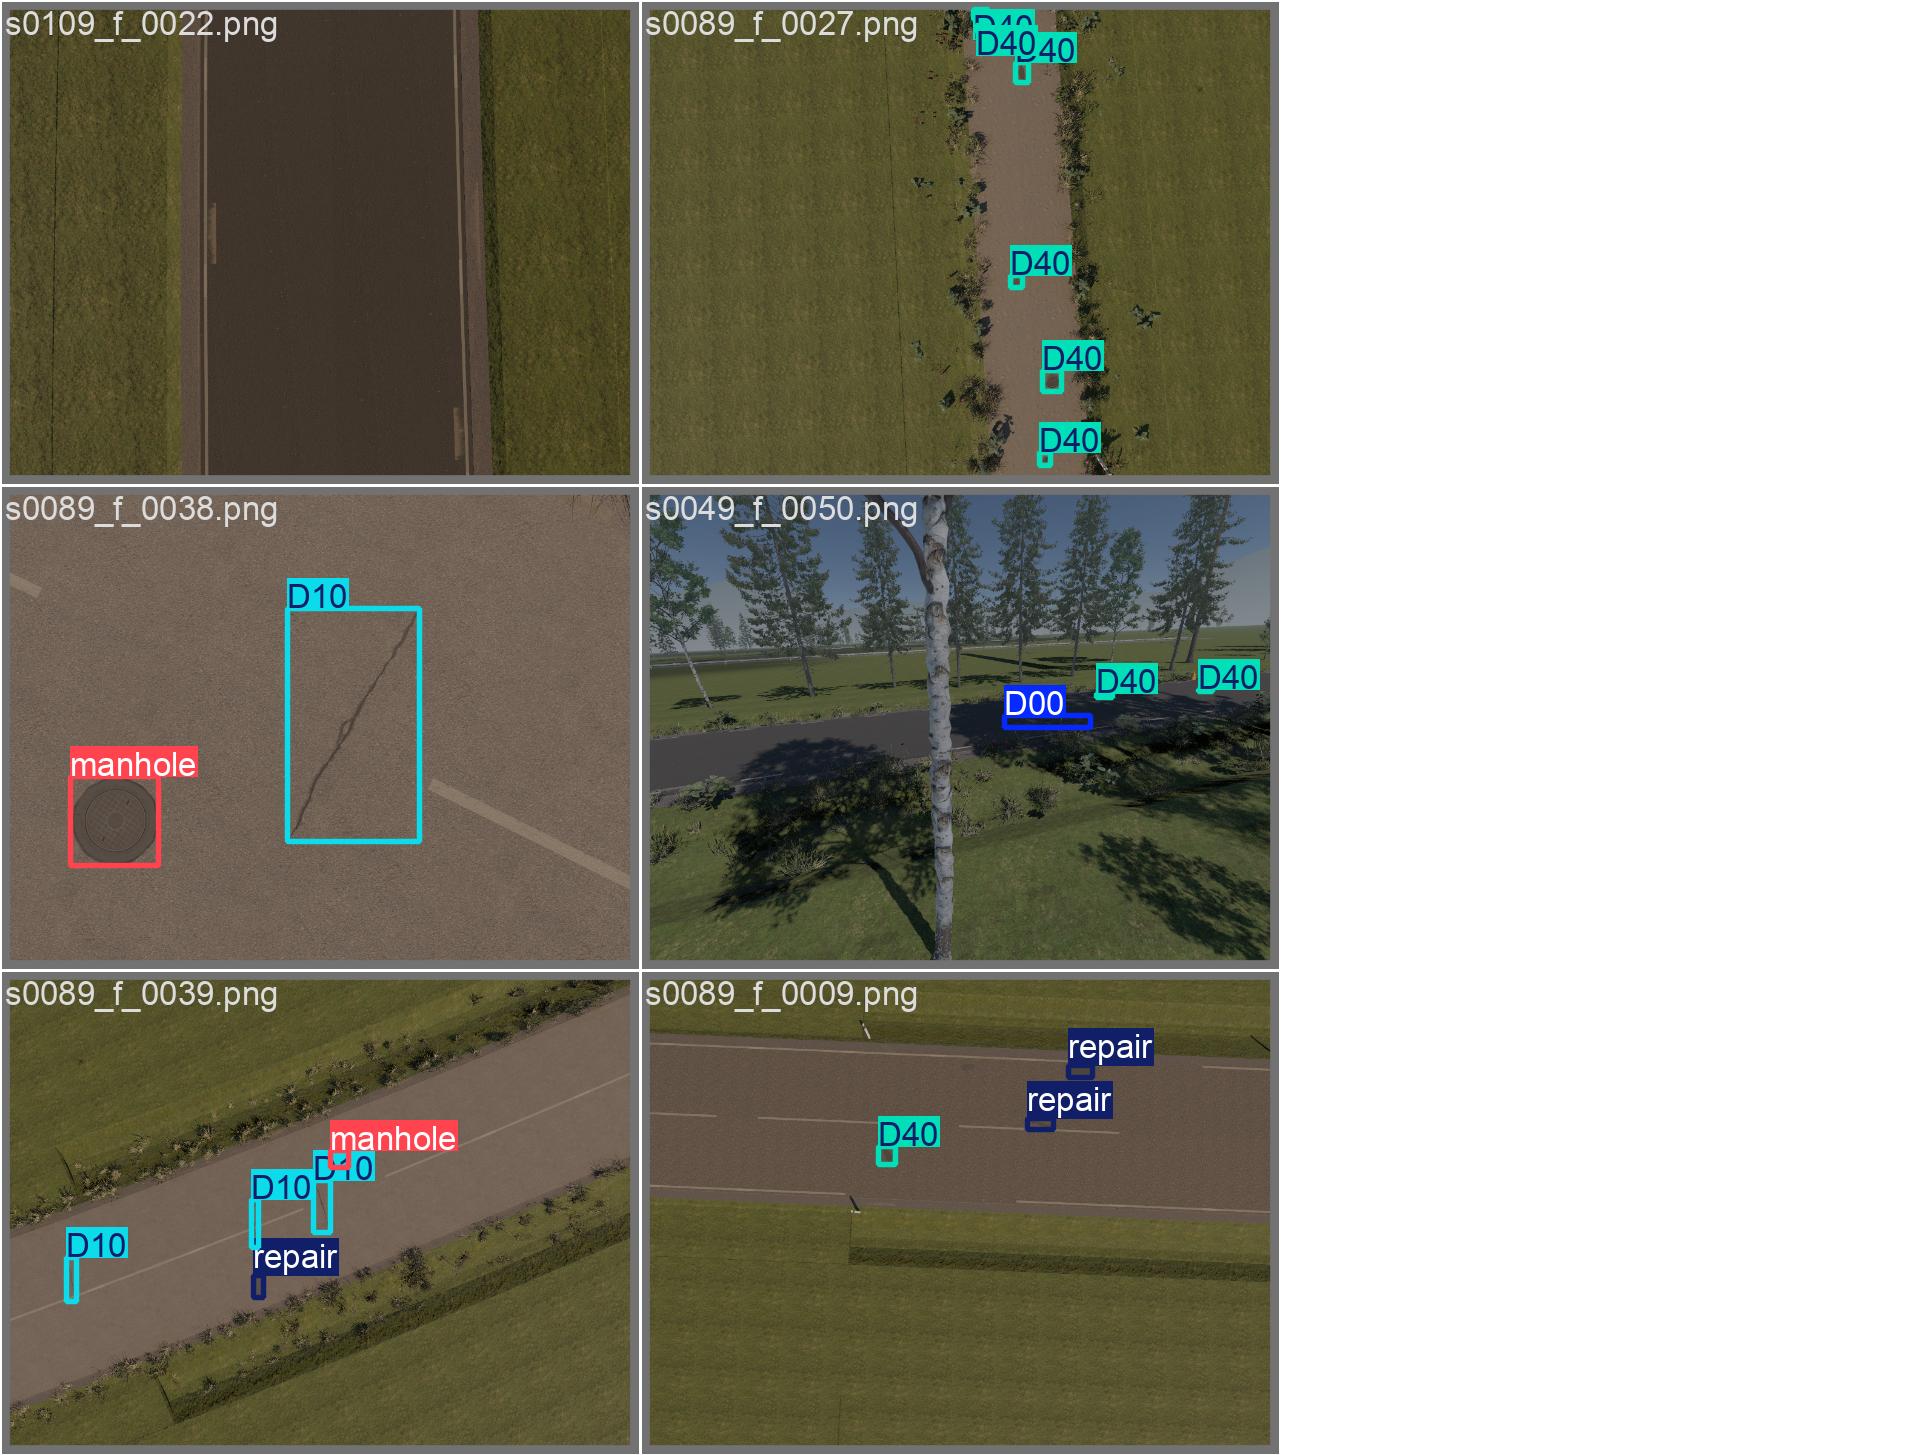 s0109_f_0022.png
s0089_f_0027.png
D40
D40
D40
D40
D40
D40
s0089_f_0038.png
D10
manhole
s0049_f_0050.png
D40
D40
D00
s0089_f_0039.png
manhole
D10
D10
D10
repair
s0089_f_0009.png
repair
repair
D40